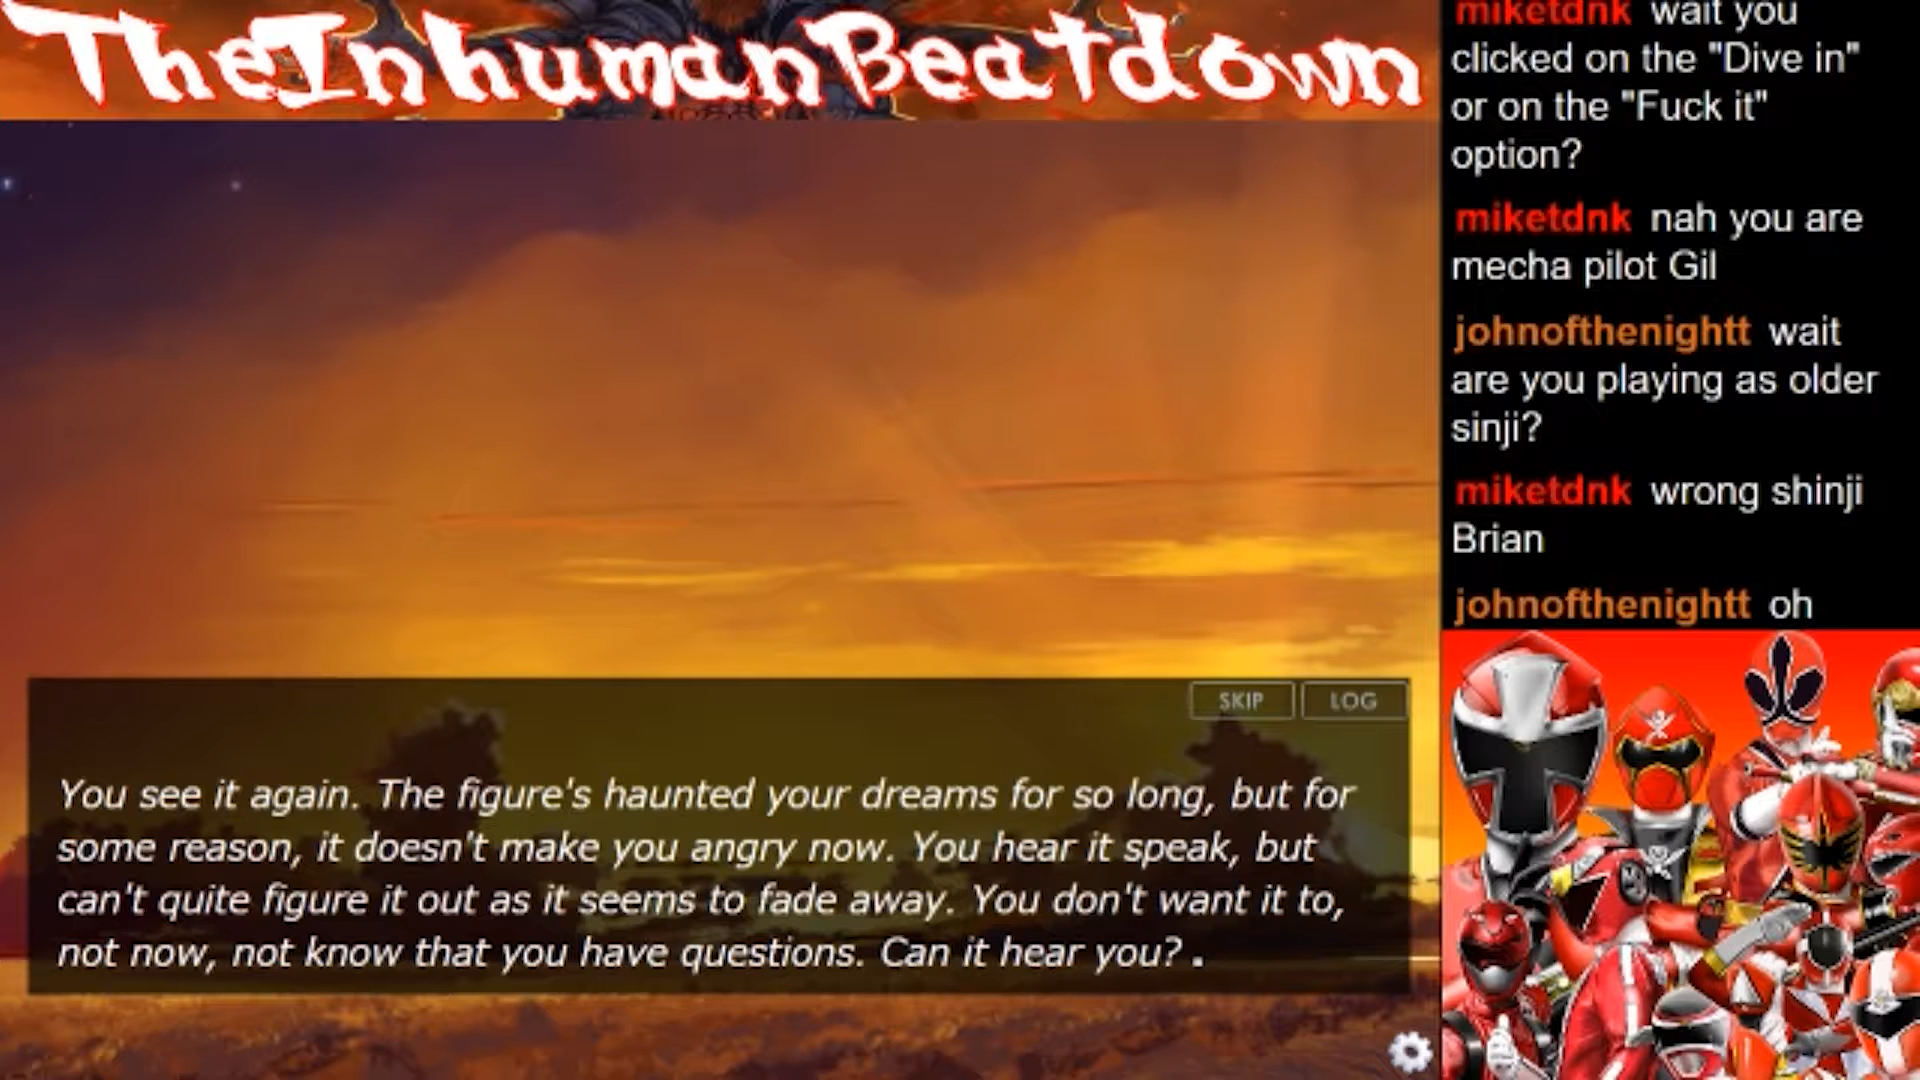 TheInhumanBeatdown
miketdnk wait you
clicked on the "Dive in"
or on the "Fuck it"
option?
miketdnk nah you are
mecha pilot Gil
johnofthenightt wait
are you playing as older
sinji?
miketdnk wrong shinji
Brian
johnofthenightt oh
SKIP LOG
You see it again. The figure's haunted your dreams for so long, but for
some reason, it doesn't make you angry now. You hear it speak, but
can't quite figure it out as it seems to fade away. You don't want it to,
not now, not know that you have questions. Can it hear you? .